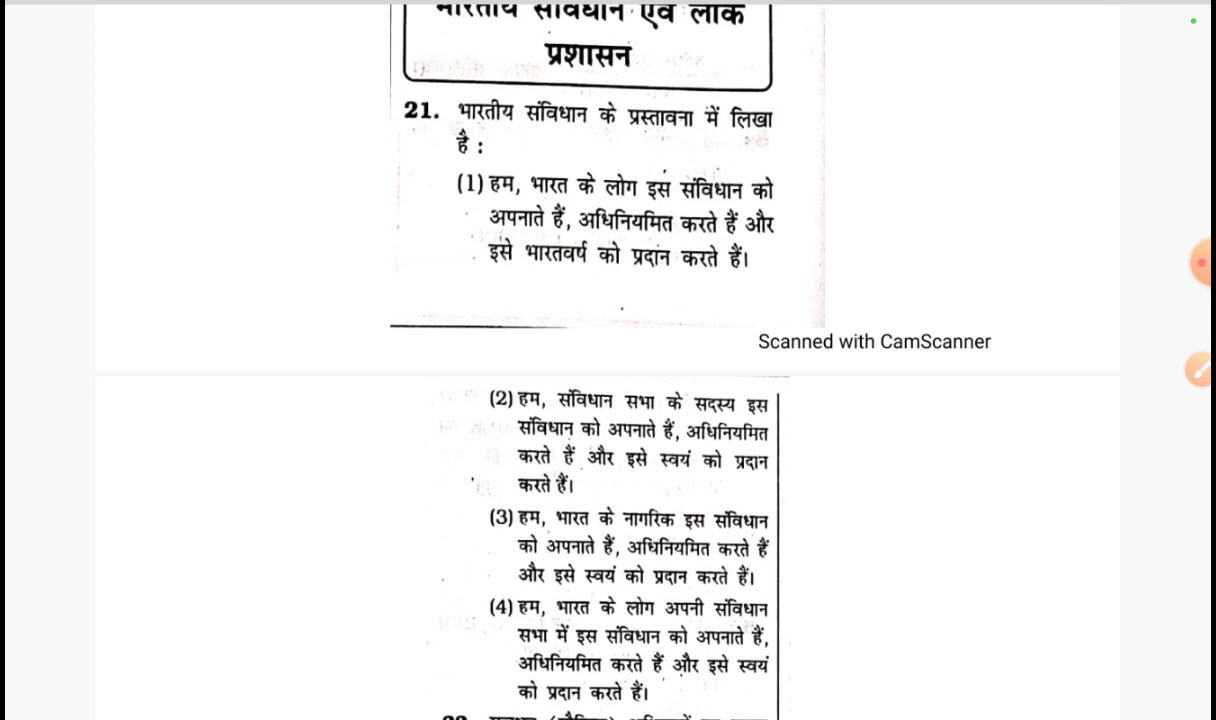 भारतीय संविधान एवं लोक
प्रशासन
21. भारतीय संविधान के प्रस्तावना में लिखा
है :
(1) हम, भारत के लोग इस संविधान को
अपनाते हैं, अधिनियमित करते हैं और
इसे भारतवर्ष को प्रदान करते हैं।
Scanned with CamScanner
(2) हम, संविधान सभा के सदस्य इस
संविधान को अपनाते हैं, अधिनियमित
करते हैं और इसे स्वयं को प्रदान
करते हैं।
(3) हम, भारत के नागरिक इस संविधान
को अपनाते हैं, अधिनियमित करते हैं
और इसे स्वयं को प्रदान करते हैं।
(4) हम, भारत के लोग अपनी संविधान
सभा में इस संविधान को अपनाते हैं,
अधिनियमित करते हैं और इसे स्वयं
को प्रदान करते हैं।